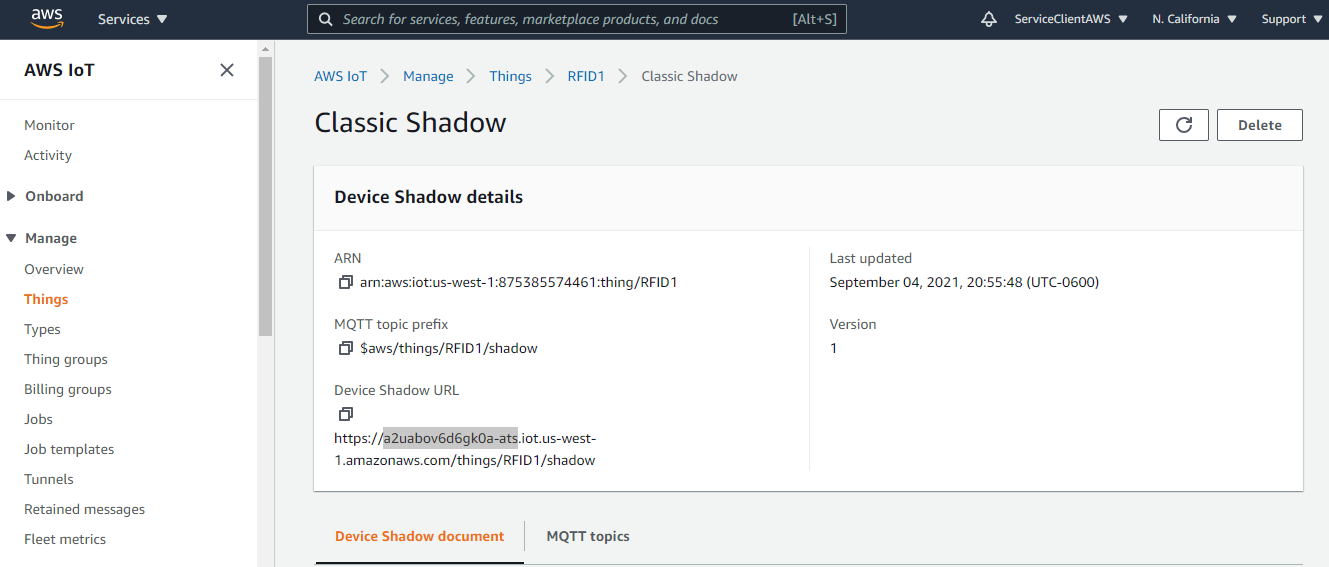 aws
Services
Search for services, features, marketplace products, and docs
[Alt+S]
ServiceClientAWS
N. California
Support
AWS IoT
Monitor
Activity
Onboard
Manage
Overview
Things
Types
Thing groups
Billing groups
Jobs
Job templates
Tunnels
Retained messages
Fleet metrics
AWS IoT
Manage
Things
RFID1
Classic Shadow
Classic Shadow
Delete
Device Shadow details
ARN
arn:aws:iot:us-west-1:875385574461:thing/RFID1
MQTT topic prefix
$aws/things/RFID1/shadow
Device Shadow URL
https://a2uabov6d6gk0a-ats.iot.us-west-
1.amazonaws.com/things/RFID1/shadow
Last updated
September 04, 2021, 20:55:48 (UTC-0600)
Version
1
Device Shadow document
MQTT topics